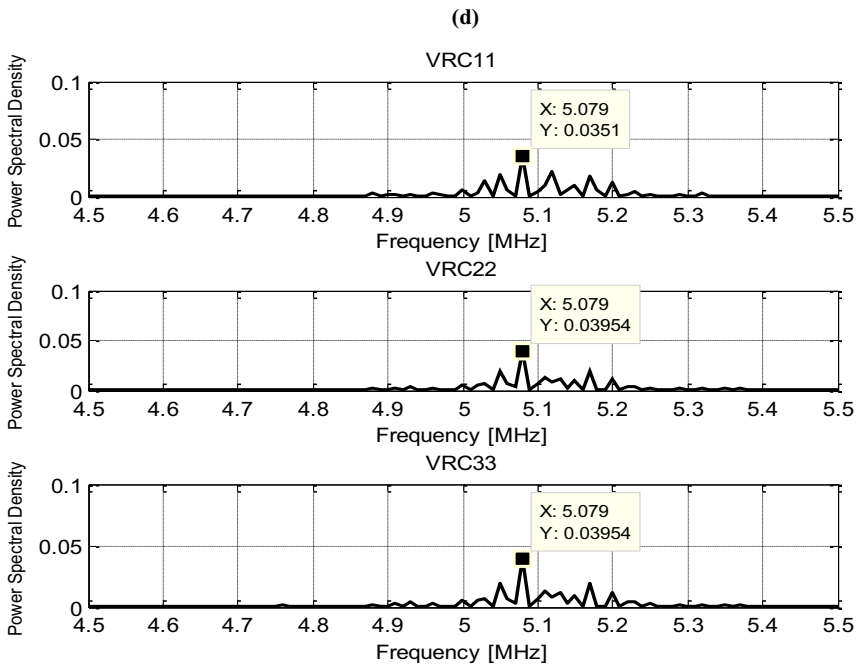 (d)
VRC11
Power Spectral Density
0.1
0.05
0
X: 5.079
Y: 0.0351
4.5 4.6 4.7 4.8 4.9 5 5.1 5.2 5.3 5.4 5.5
Frequency [MHz]
VRC22
Power Spectral Density
0.1
0.05
0
X: 5.079
Y: 0.03954
4.5 4.6 4.7 4.8 4.9 5 5.1 5.2 5.3 5.4 5.5
Frequency [MHz]
VRC33
Power Spectral Density
0.1
0.05
0
X: 5.079
Y: 0.03954
4.5 4.6 4.7 4.8 4.9 5 5.1 5.2 5.3 5.4 5.5
Frequency [MHz]